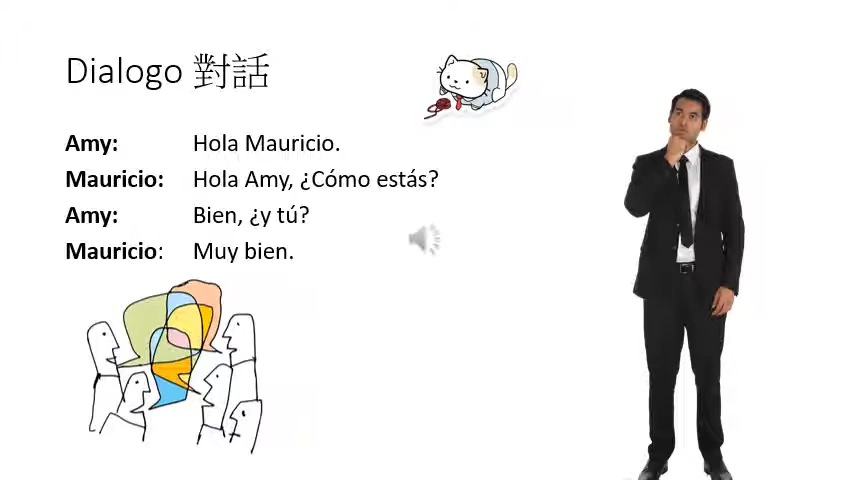 Dialogo 對話
Amy: Hola Mauricio.
Mauricio: Hola Amy, ¿Cómo estás?
Amy: Bien, ¿y tú?
Mauricio: Muy bien.